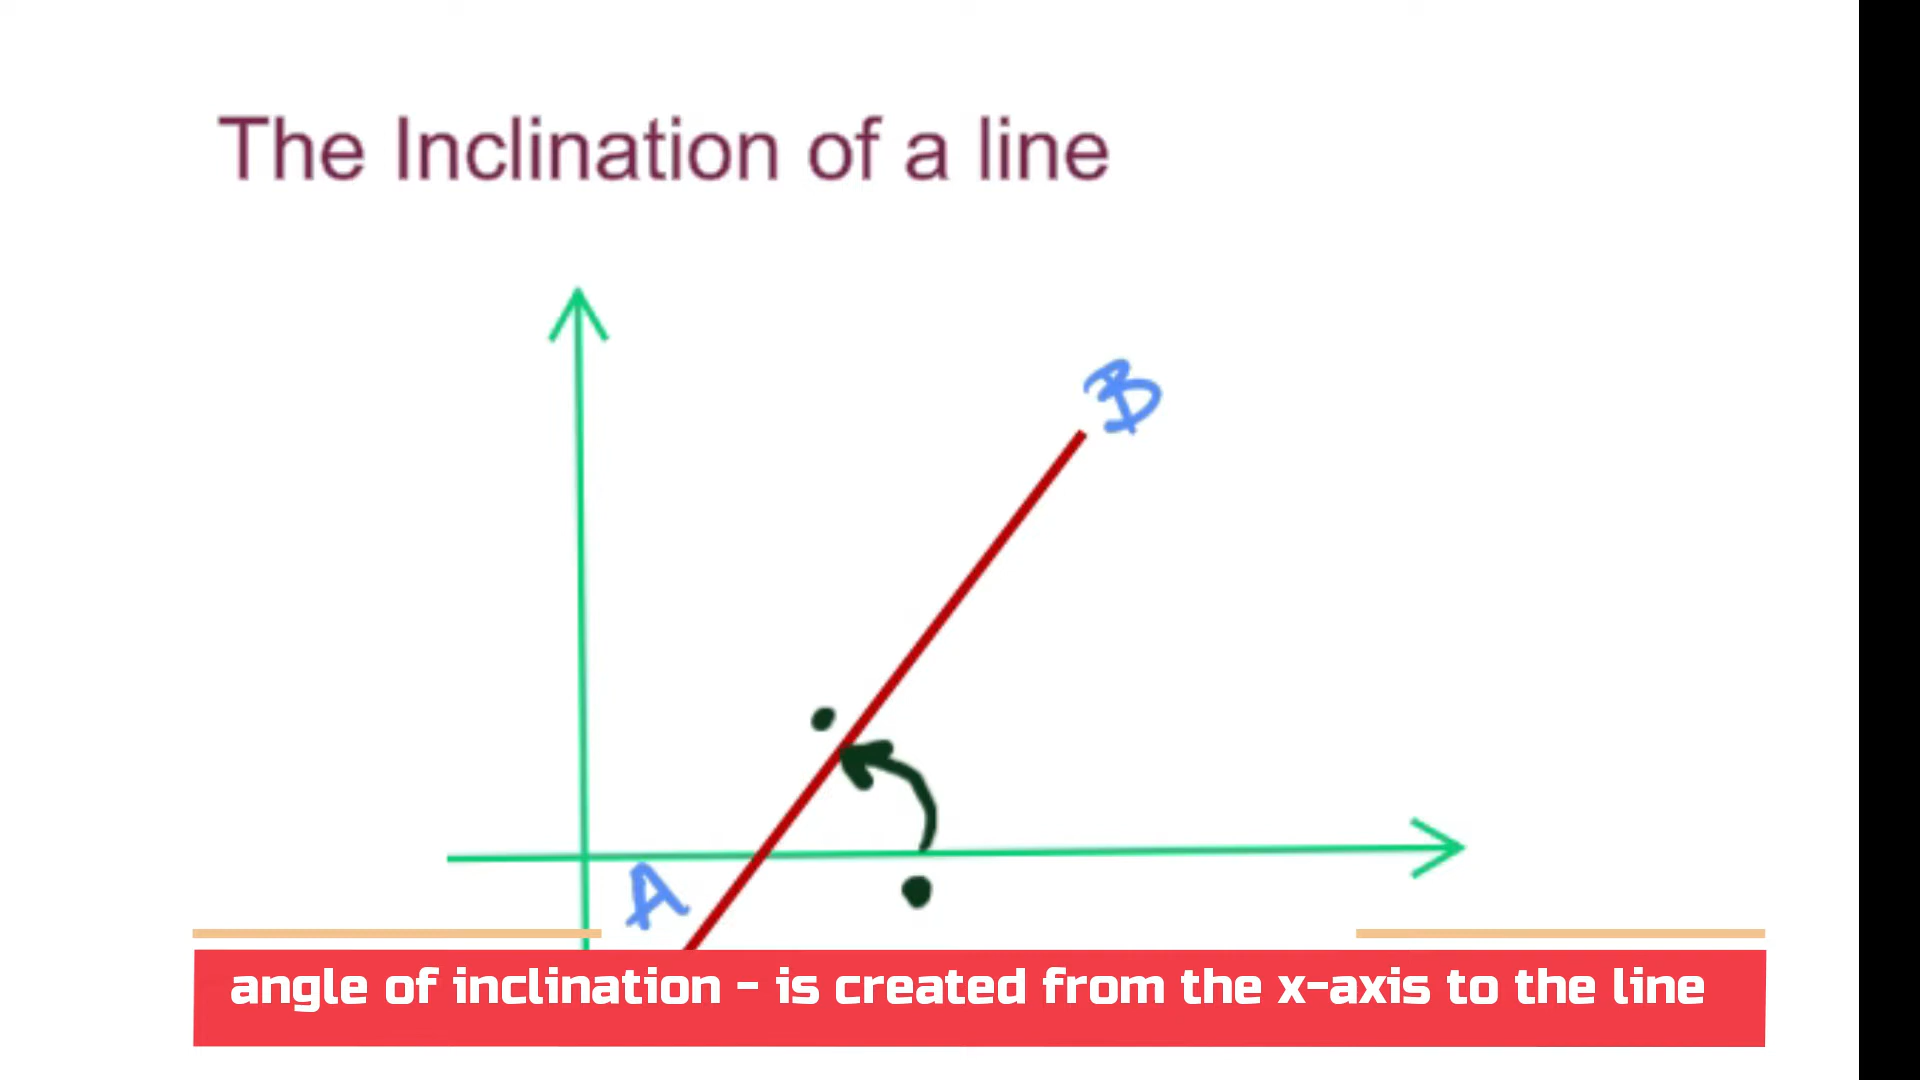 The Inclination of a line
B
A
angle of inclination - is created from the x-axis to the line